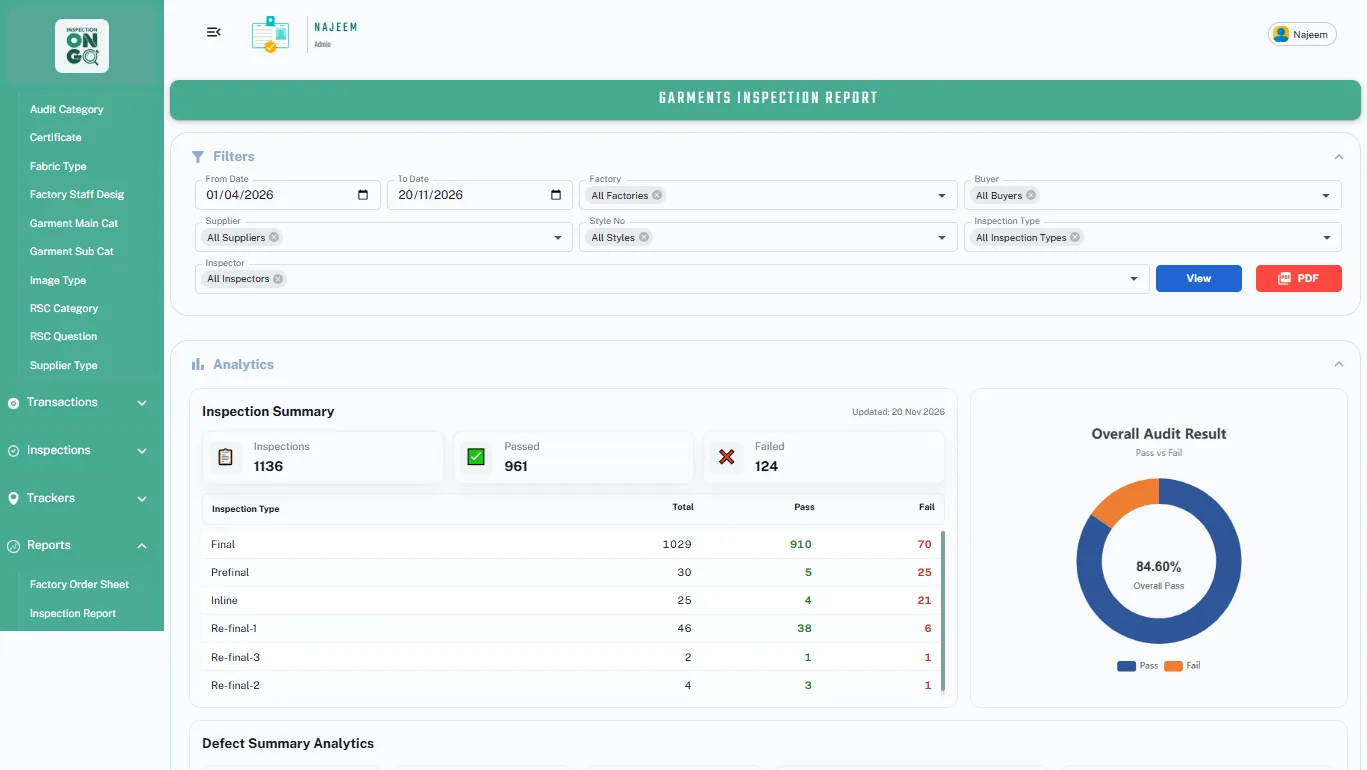 INSPECTION
ON
GO
Audit Category
Certificate
Fabric Type
Factory Staff Desig
Garment Main Cat
Garment Sub Cat
Image Type
RSC Category
RSC Question
Supplier Type
Transactions
Inspections
Trackers
Reports
Factory Order Sheet
Inspection Report
NAJEEM
Admin
Najeem
GARMENTS INSPECTION REPORT
Filters
From Date
01/04/2026
To Date
20/11/2026
Factory
All Factories
Buyer
All Buyers
Supplier
All Suppliers
Style No
All Styles
Inspection Type
All Inspection Types
Inspector
All Inspectors
View
PDF
Analytics
Inspection Summary
Updated: 20 Nov 2026
Inspections
1136
Passed
961
Failed
124
Inspection Type Total Pass Fail
Final 1029 910 70
Prefinal 30 5 25
Inline 25 4 21
Re-final-1 46 38 6
Re-final-3 2 1 1
Re-final-2 4 3 1
Overall Audit Result
Pass vs Fail
84.60%
Overall Pass
Pass Fail
Defect Summary Analytics